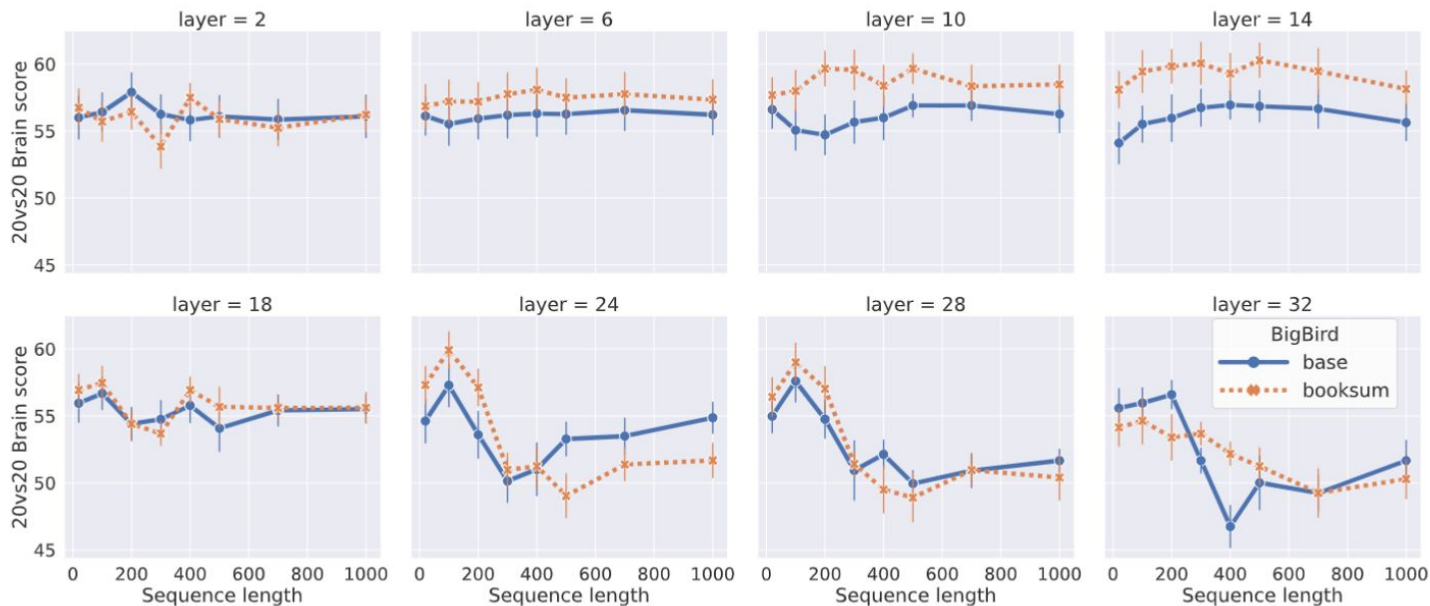 layer = 2
layer = 6
layer = 10
layer = 14
20vs20 Brain score
60
55
50
45
layer = 18
layer = 24
layer = 28
layer = 32
20vs20 Brain score
60
55
50
45
BigBird
base
booksum
0 200 400 600 800 1000
0 200 400 600 800 1000
0 200 400 600 800 1000
0 200 400 600 800 1000
Sequence length
Sequence length
Sequence length
Sequence length